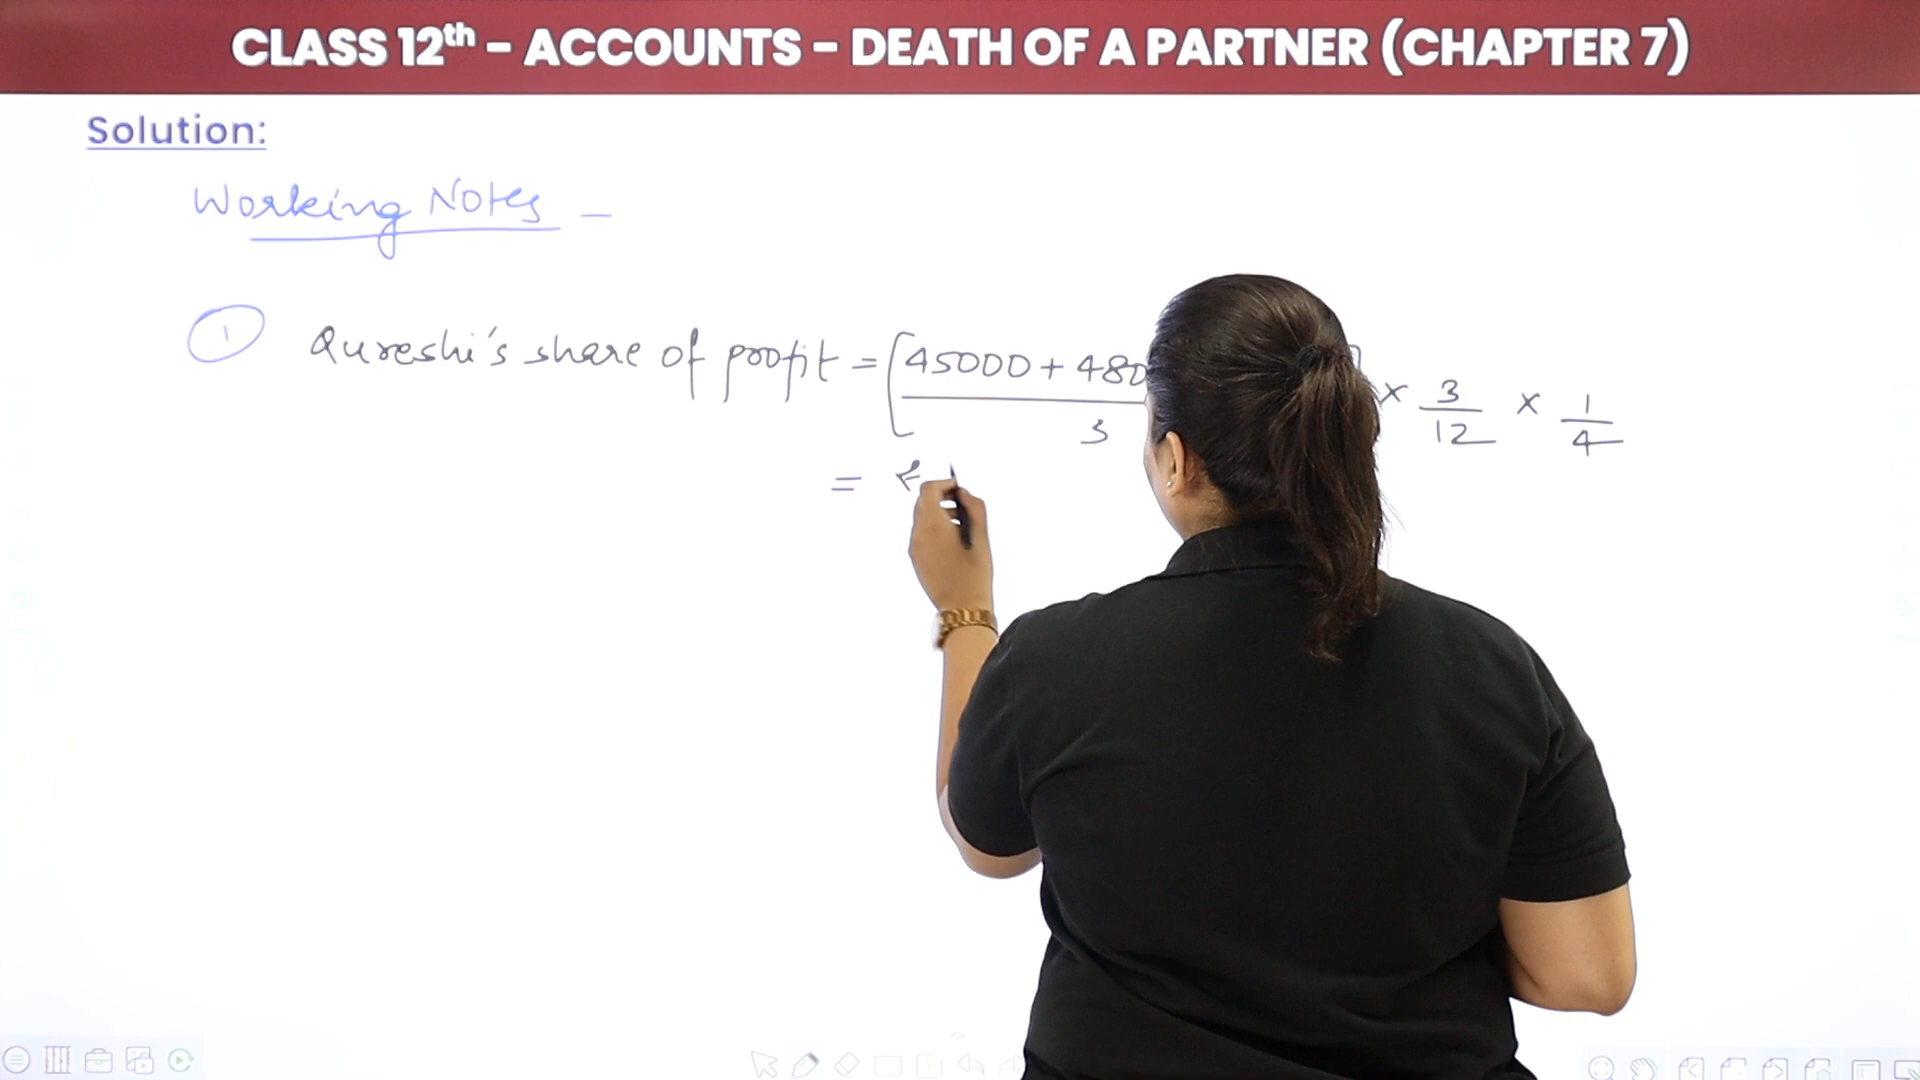 CLASS 12th – ACCOUNTS – DEATH OF A PARTNER (CHAPTER 7)
Solution:
Working Notes –
① Qureshi's share of profit = [45000 + 480 ] × 3/12 × 1/4
3
= ₹